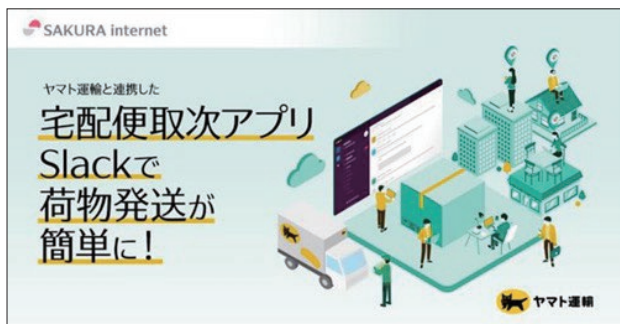 SAKURA internet
ヤマト運輸と連携した
宅配便取次アプリ
Slackで
荷物発送が
簡単に!
ヤマト運輸